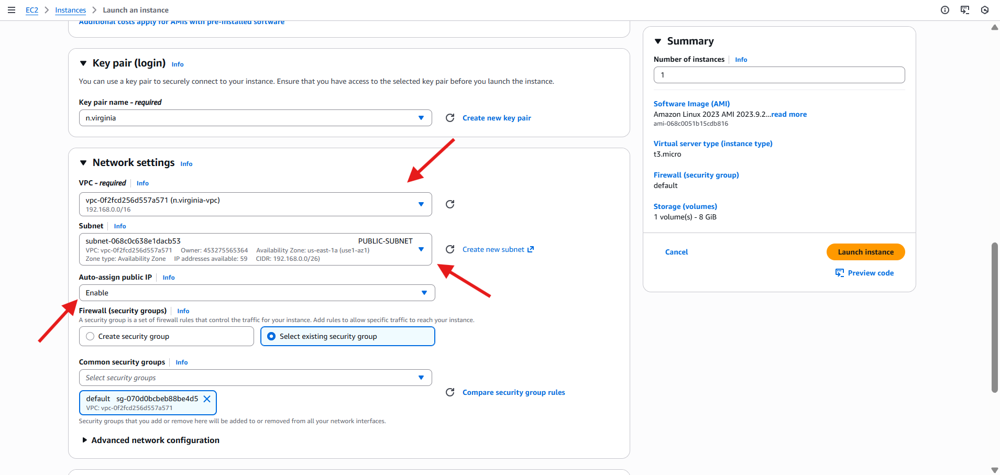 EC2 > Instances > Launch an instance
Additional costs apply for AMIs with pre-installed software
Key pair (login) Info
You can use a key pair to securely connect to your instance. Ensure that you have access to the selected key pair before you launch the instance.
Key pair name - required
n.virginia
Create new key pair
Network settings Info
VPC - required Info
vpc-0f2fcd256d557a571 (n.virginia-vpc)
192.168.0.0/16
Subnet Info
subnet-068c0c638e1dacb53 PUBLIC-SUBNET
VPC: vpc-0f2fcd256d557a571 Owner: 453275565364 Availability Zone: us-east-1a (use1-az1)
Zone type: Availability Zone IP addresses available: 59 CIDR: 192.168.0.0/26)
Create new subnet
Auto-assign public IP Info
Enable
Firewall (security groups) Info
A security group is a set of firewall rules that control the traffic for your instance. Add rules to allow specific traffic to reach your instance.
Create security group
Select existing security group
Common security groups Info
Select security groups
default sg-070d0bcbeb88be4d5
VPC: vpc-0f2fcd256d557a571
Compare security group rules
Security groups that you add or remove here will be added to or removed from all your network interfaces.
Advanced network configuration
Summary
Number of instances Info
1
Software Image (AMI)
Amazon Linux 2023 AMI 2023.9.2...read more
ami-068c0051b15cdb816
Virtual server type (instance type)
t3.micro
Firewall (security group)
default
Storage (volumes)
1 volume(s) - 8 GiB
Cancel
Launch instance
Preview code